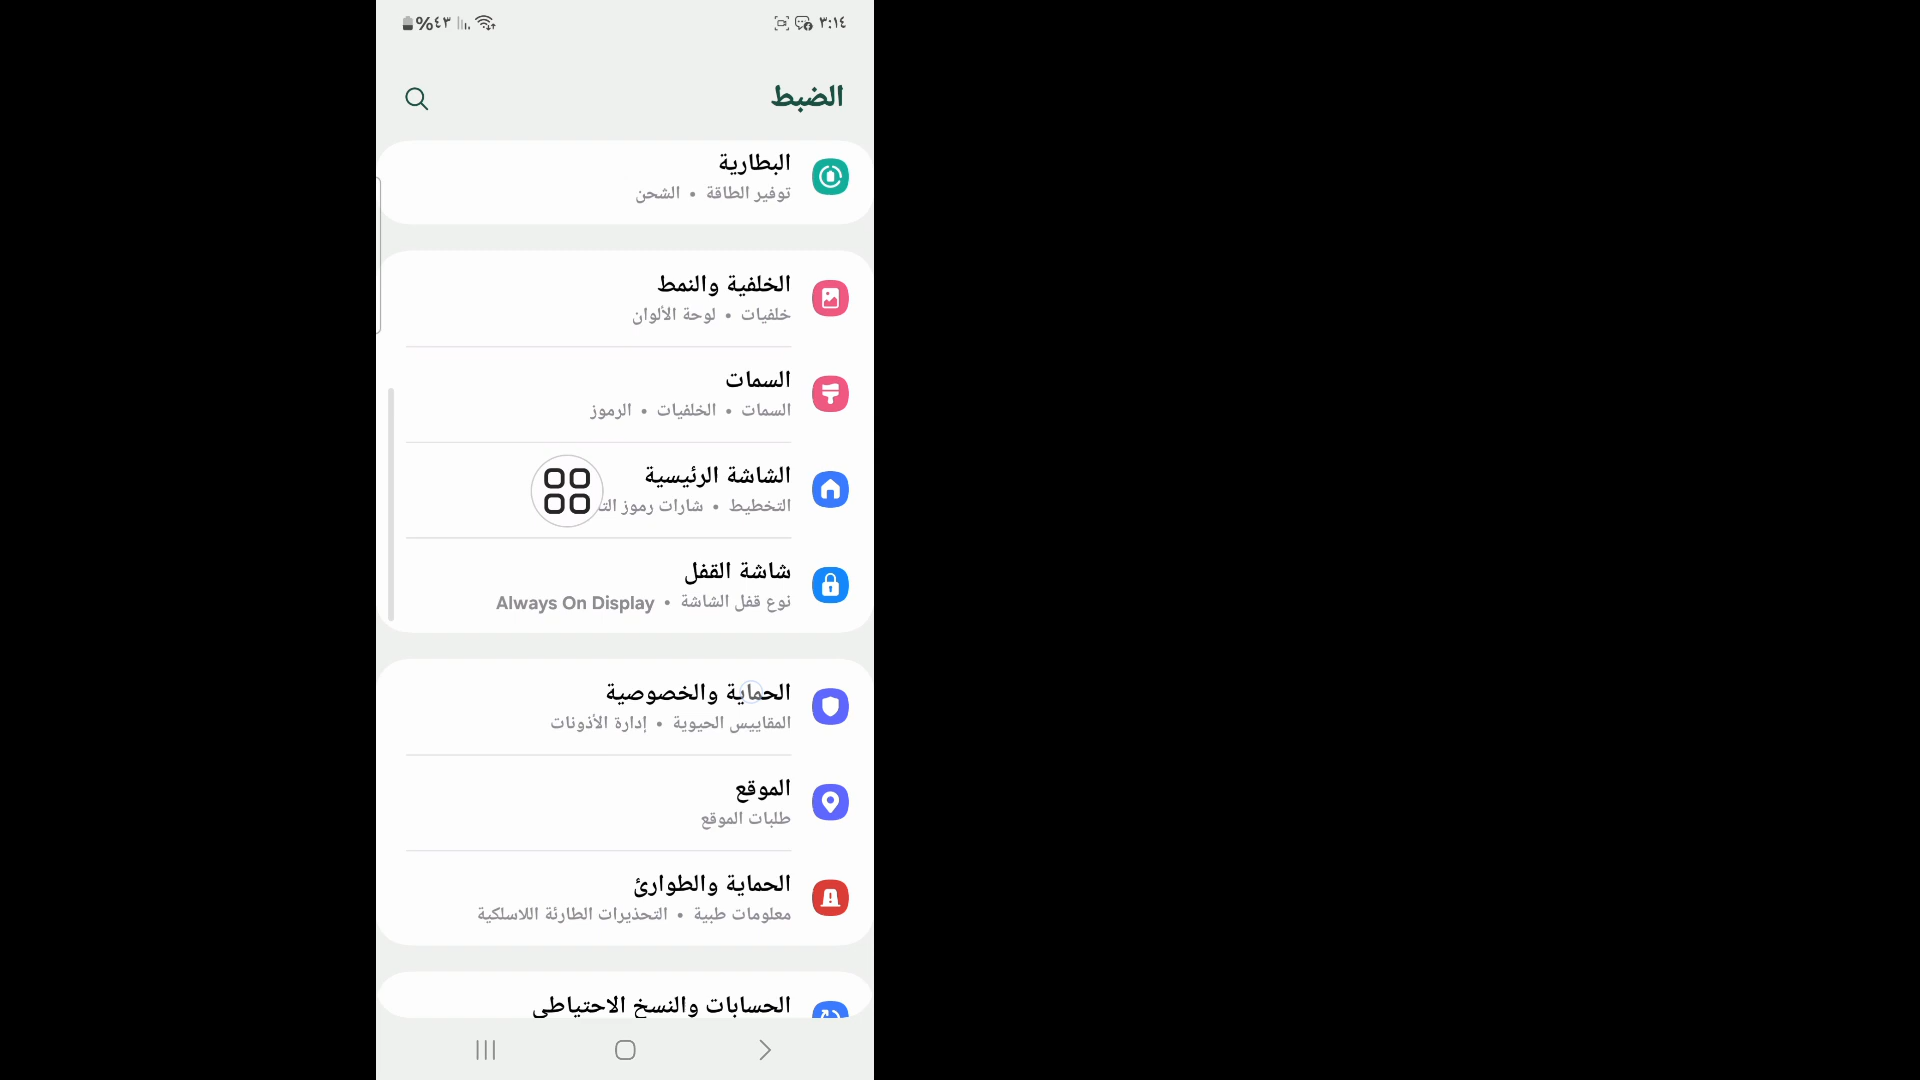 ٣:١٤
%٤٣
الضبط
البطارية
توفير الطاقة • الشحن
الخلفية والنمط
خلفيات • لوحة الألوان
السمات
السمات • الخلفيات • الرموز
الشاشة الرئيسية
التخطيط • شارات رموز
شاشة القفل
نوع قفل الشاشة • Always On Display
الحماية والخصوصية
المقاييس الحيوية • إدارة الأذونات
الموقع
طلبات الموقع
الحماية والطوارئ
معلومات طبية • التحذيرات الطارئة اللاسلكية
الحسابات والنسخ الاحتياطي